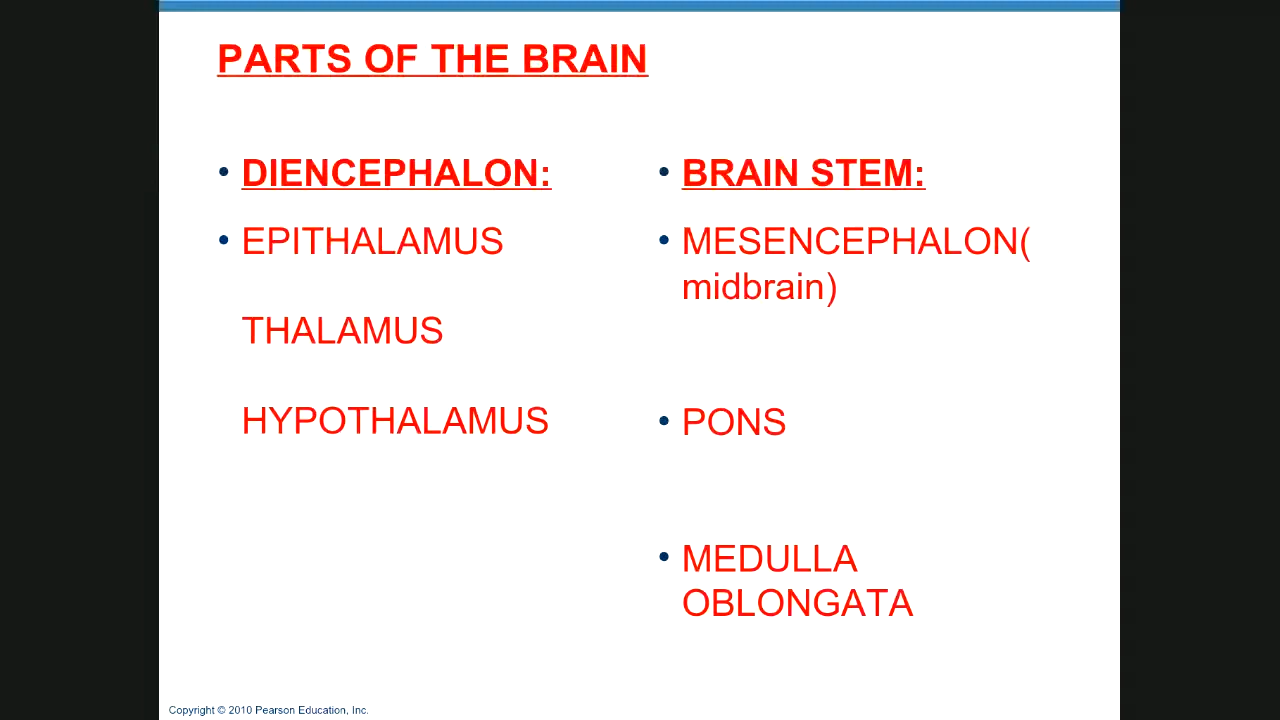 PARTS OF THE BRAIN
• DIENCEPHALON:
• EPITHALAMUS
THALAMUS
HYPOTHALAMUS
• BRAIN STEM:
• MESENCEPHALON(
midbrain)
• PONS
• MEDULLA
OBLONGATA
Copyright © 2010 Pearson Education, Inc.